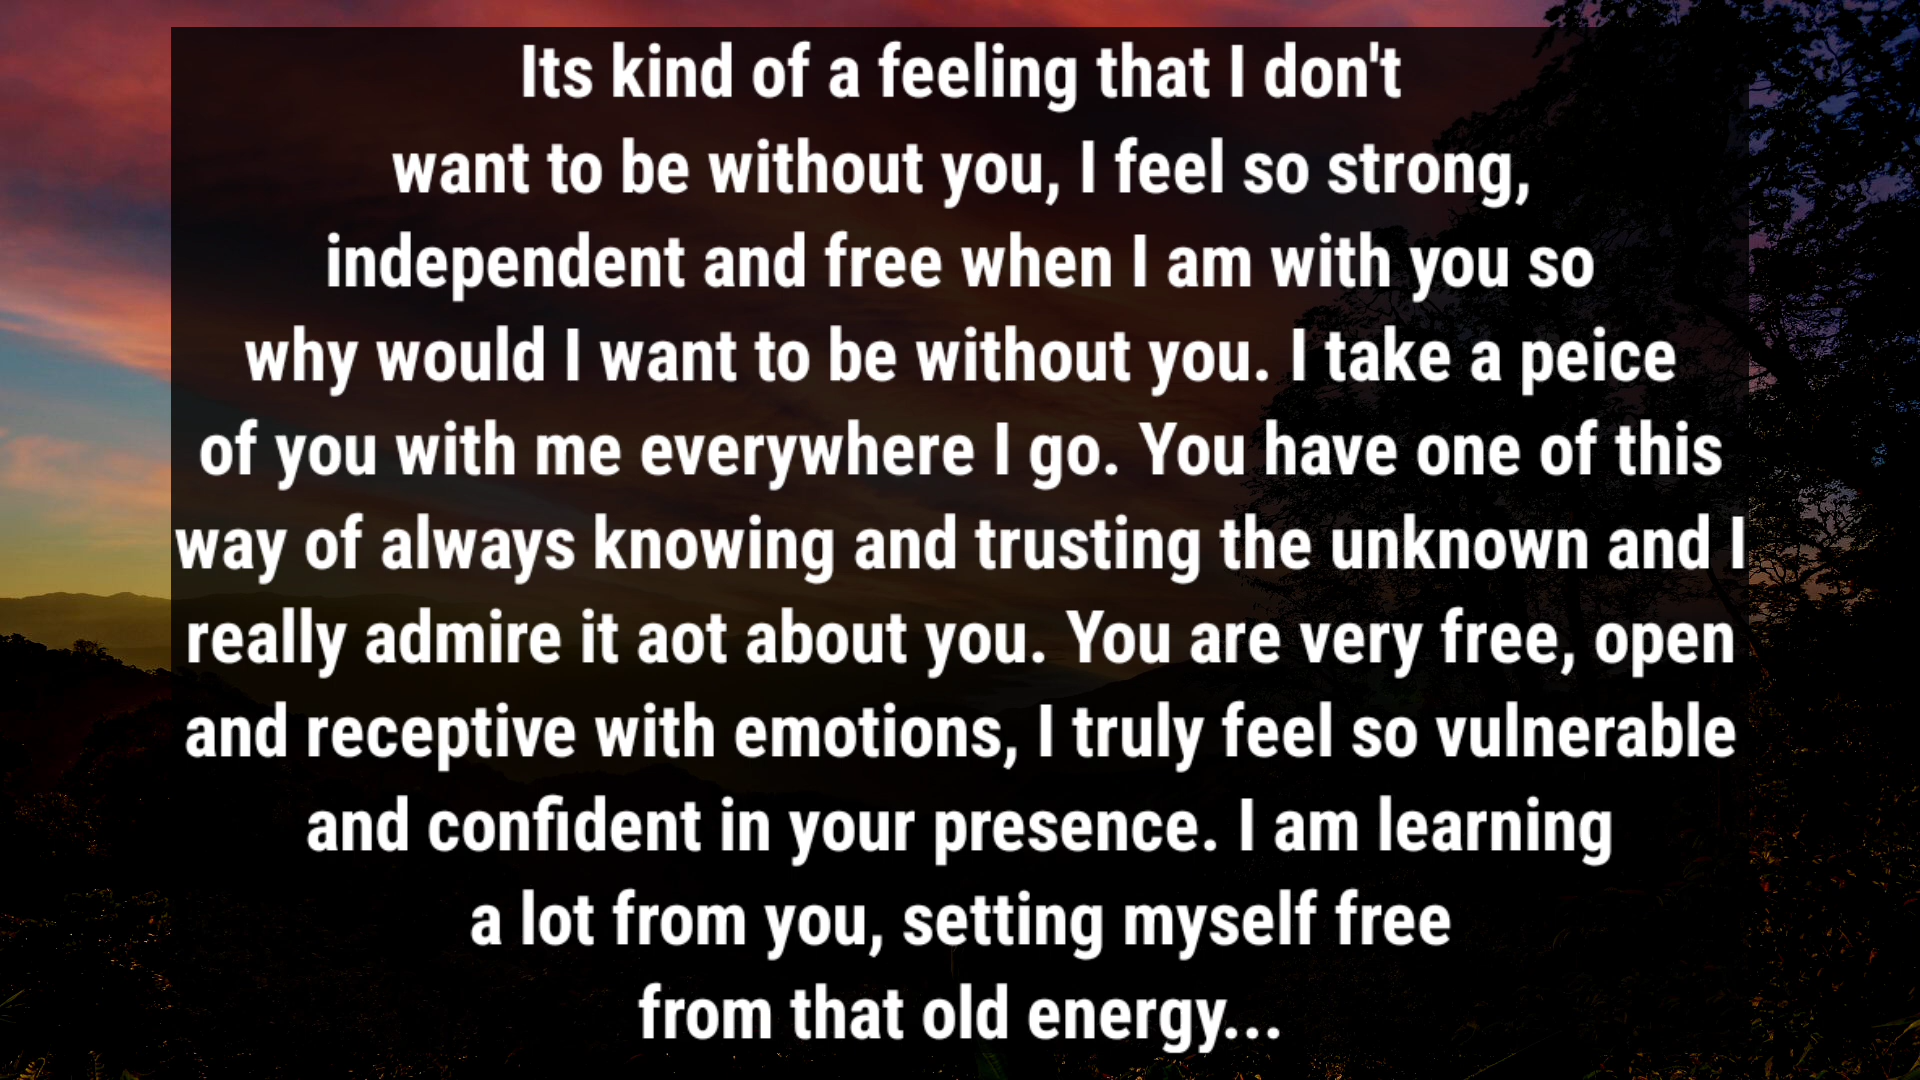 Its kind of a feeling that I don't
want to be without you, I feel so strong,
independent and free when I am with you so
why would I want to be without you. I take a peice
of you with me everywhere I go. You have one of this
way of always knowing and trusting the unknown and I
really admire it aot about you. You are very free, open
and receptive with emotions, I truly feel so vulnerable
and confident in your presence. I am learning
a lot from you, setting myself free
from that old energy...